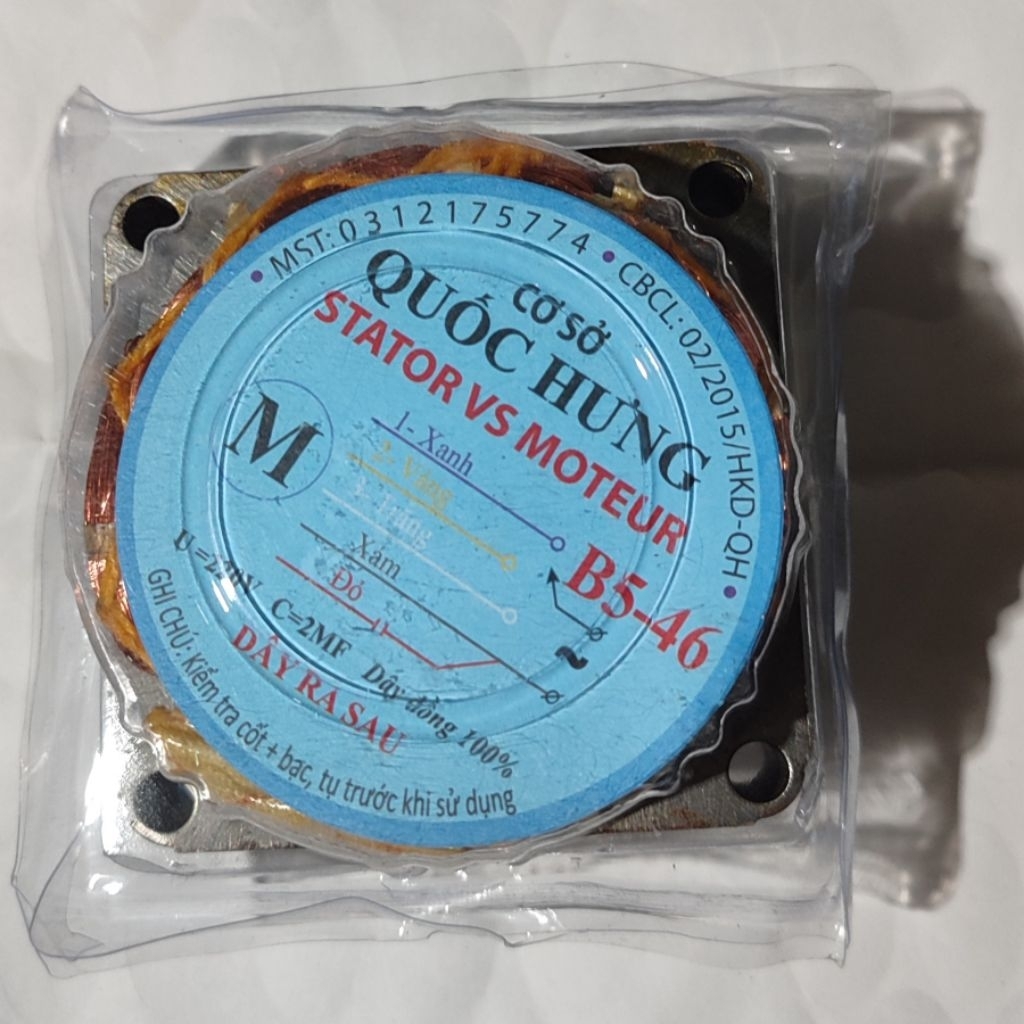 MST: 0312175774 • CBCL: 02/2015/HKD-QH
CƠ SỞ
QUỐC HƯNG
STATOR VS MOTEUR
B5-46
M
1- Xanh
2- Vàng
3- Trắng
Xám
Đỏ
~
U =220V C=2MF Dây đồng 100%
DÂY RA SAU
GHI CHÚ: Kiểm tra cốt + bạc, tụ trước khi sử dụng